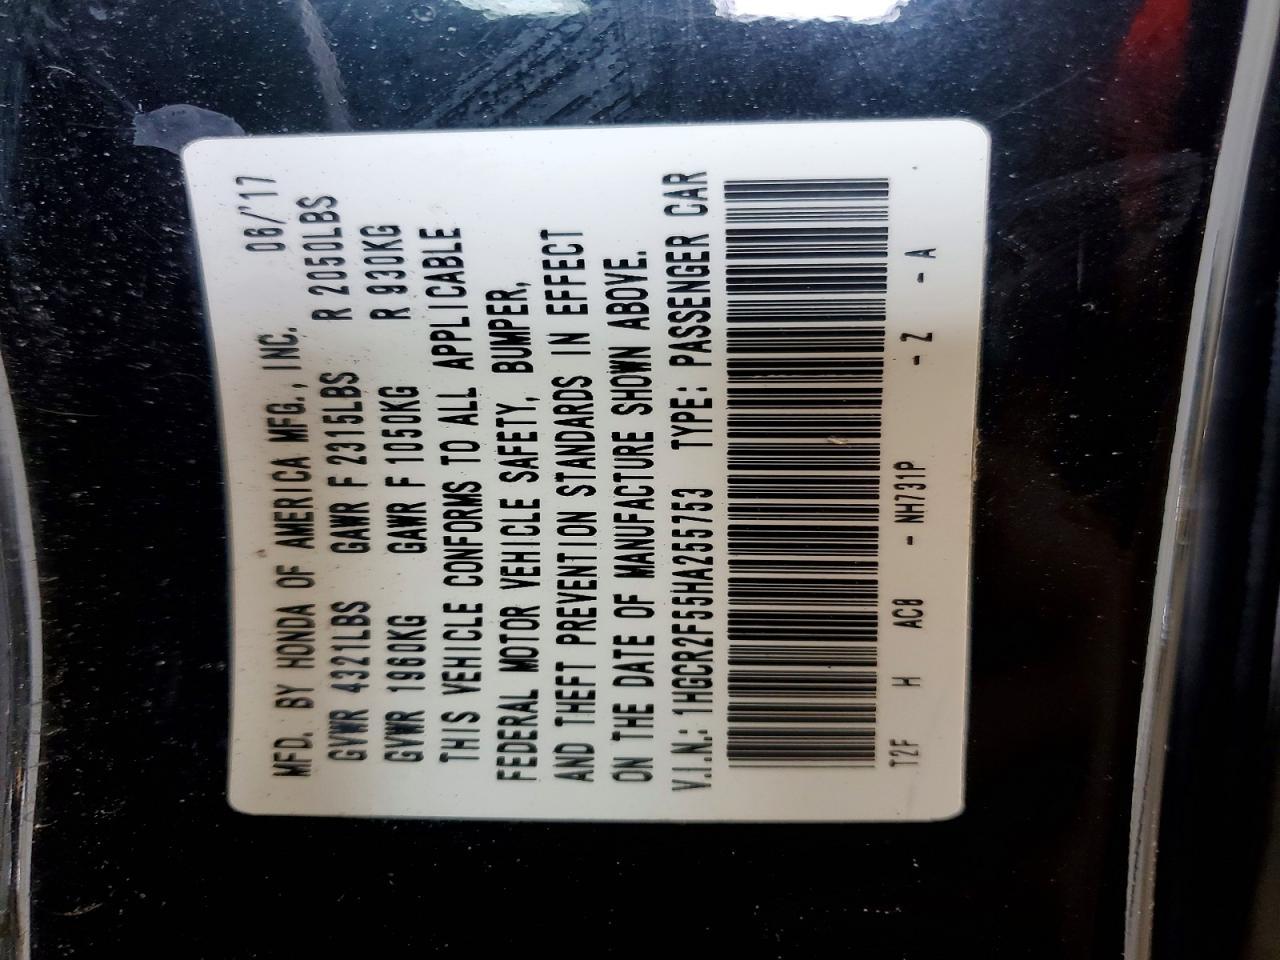 MFD. BY HONDA OF AMERICA MFG., INC. 06/'17
GVWR 4321LBS GAWR F 2315LBS R 2050LBS
GVWR 1960KG GAWR F 1050KG R 930KG
THIS VEHICLE CONFORMS TO ALL APPLICABLE
FEDERAL MOTOR VEHICLE SAFETY, BUMPER,
AND THEFT PREVENTION STANDARDS IN EFFECT
ON THE DATE OF MANUFACTURE SHOWN ABOVE.
V.I.N.: 1HGCR2F55HA255753 TYPE: PASSENGER CAR
T2F H AC8 - NH731P - Z - A